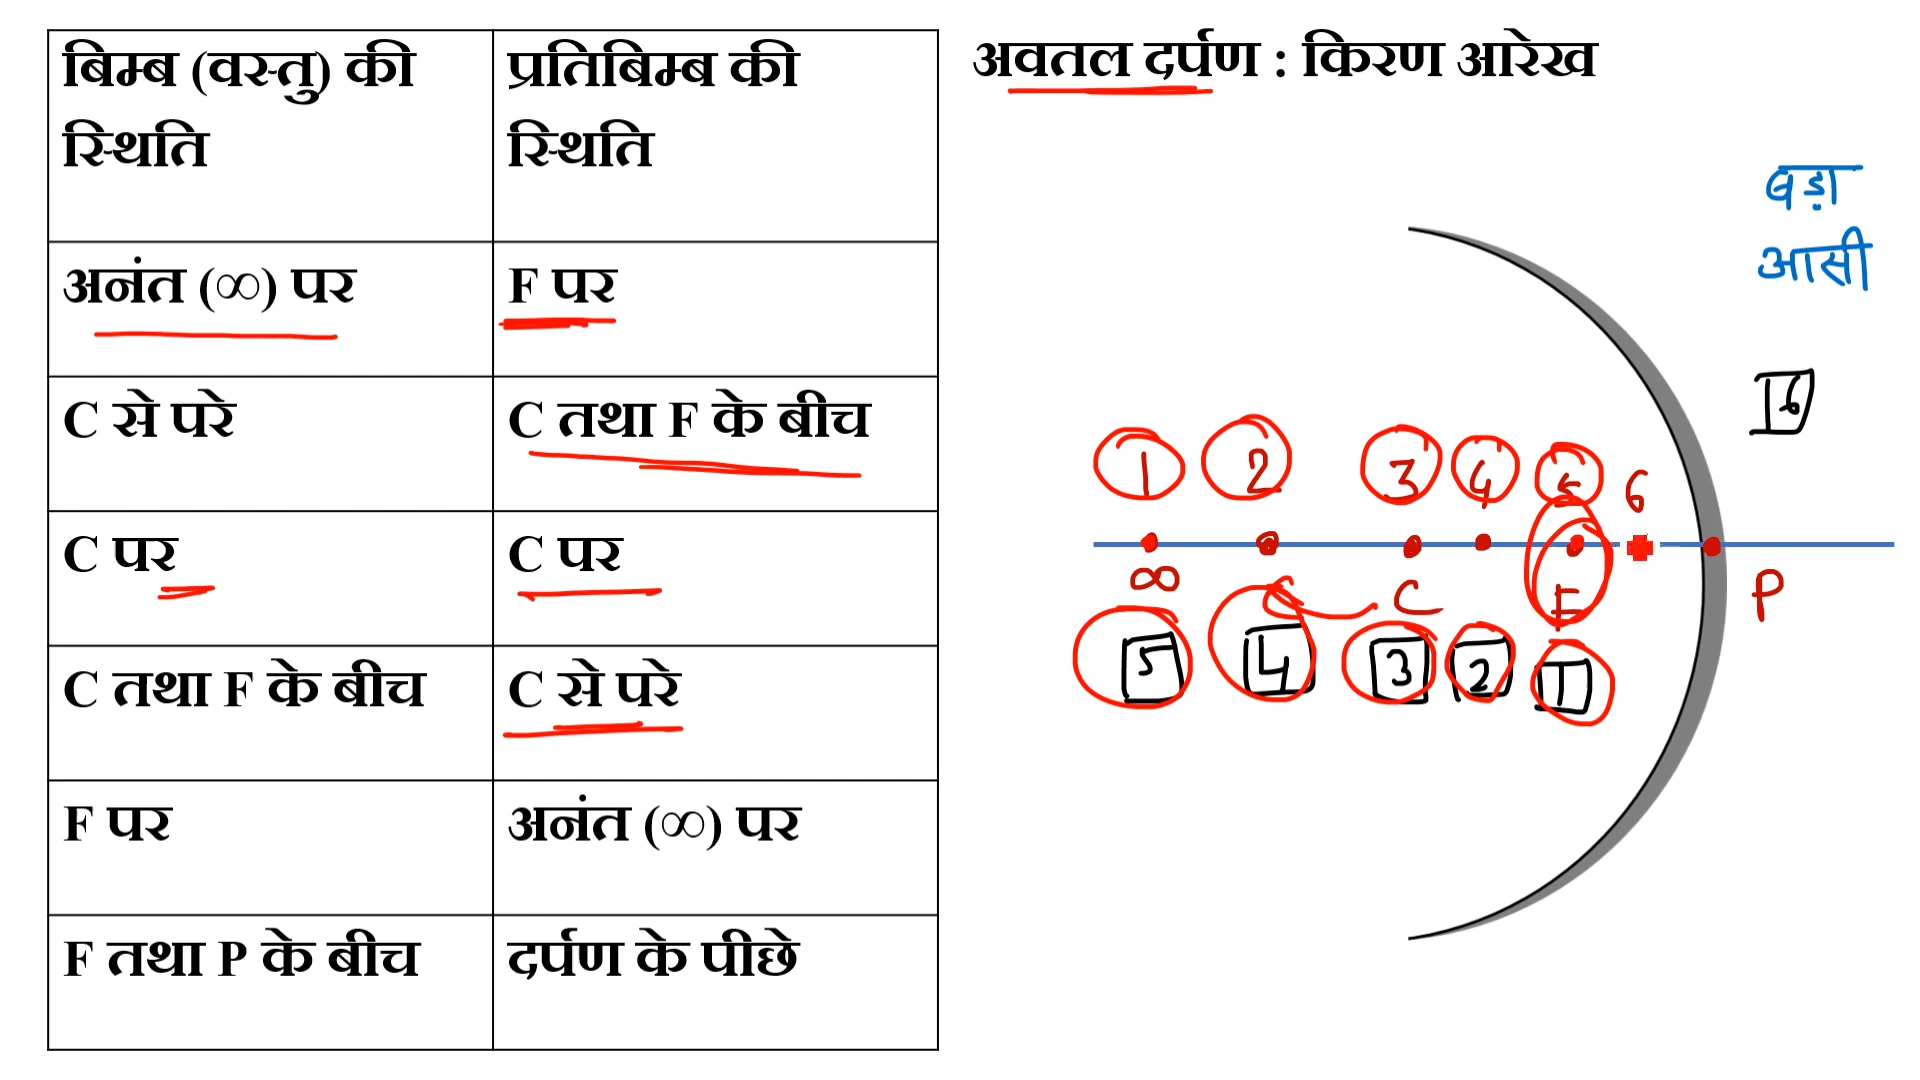 बिम्ब (वस्तु) की स्थिति
प्रतिबिम्ब की स्थिति
अनंत (∞) पर
F पर
C से परे
C तथा F के बीच
C पर
C पर
C तथा F के बीच
C से परे
F पर
अनंत (∞) पर
F तथा P के बीच
दर्पण के पीछे
अवतल दर्पण : किरण आरेख
बड़ा
आसी
6
1 2 3 4 5 6
∞ C F P
5 4 3 2 1